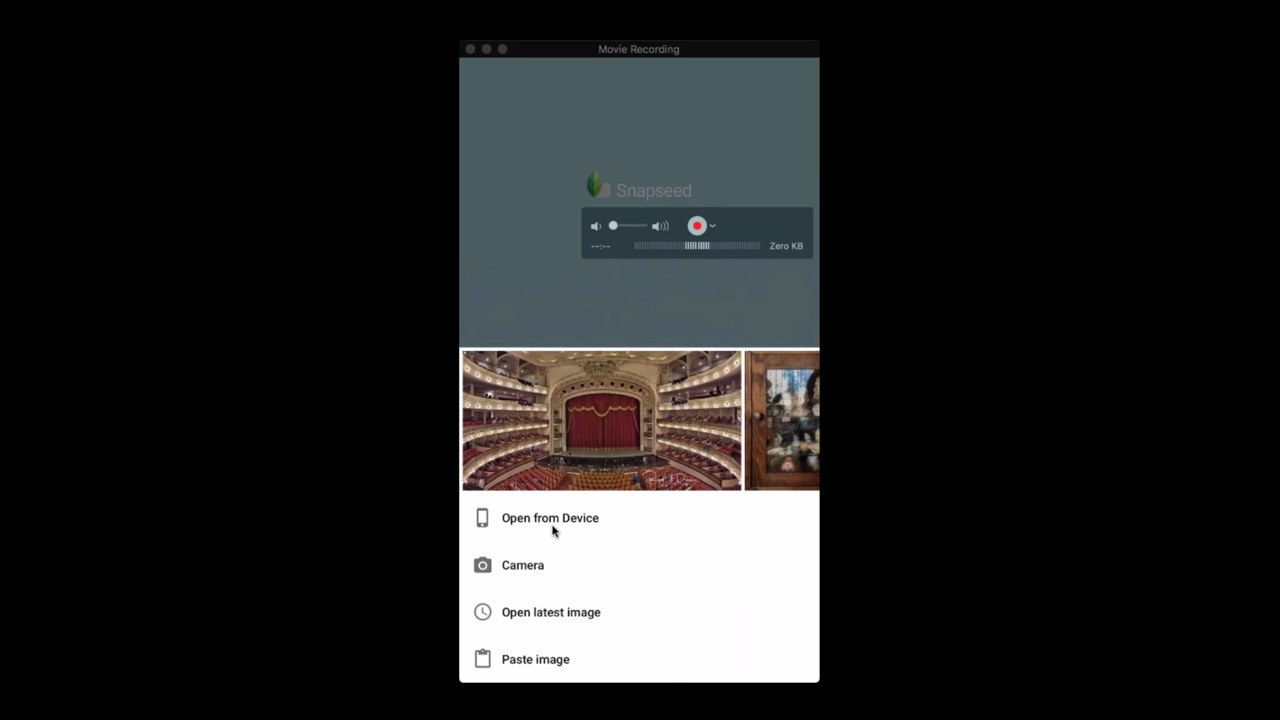 Movie Recording
Snapseed
--:--
Zero KB
Open from Device
Camera
Open latest image
Paste image